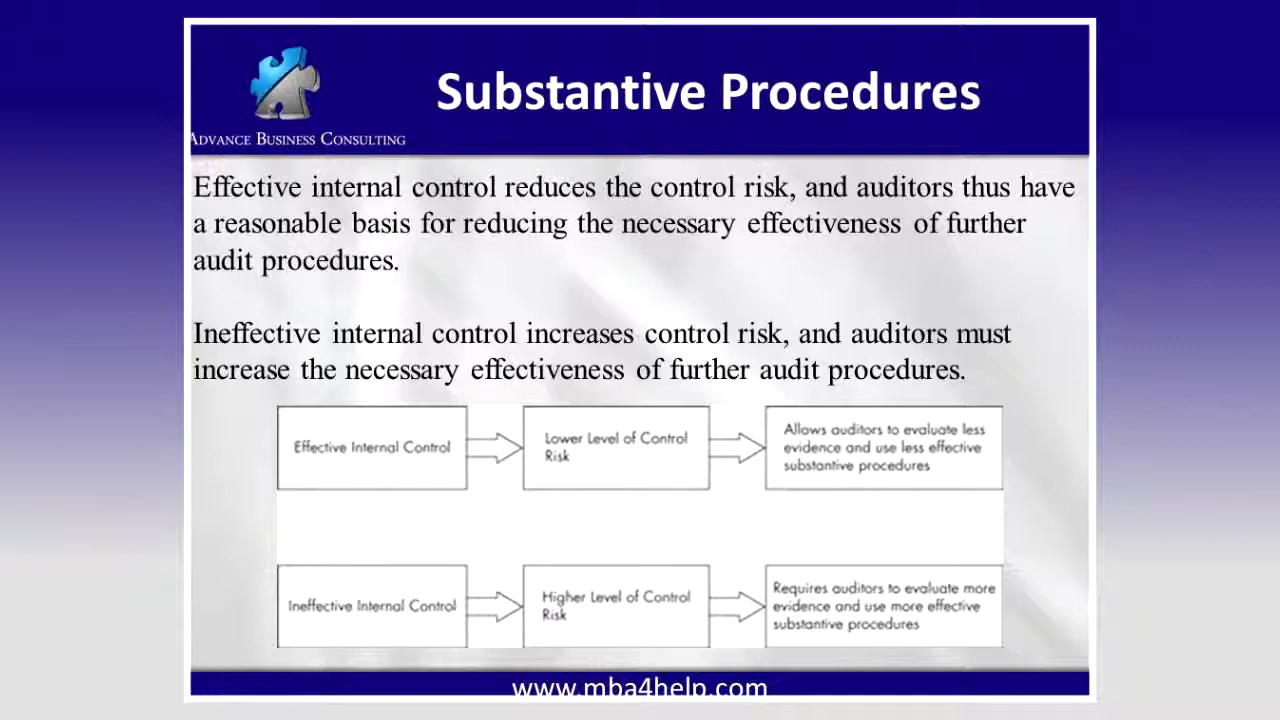 Substantive Procedures
ADVANCE BUSINESS CONSULTING
Effective internal control reduces the control risk, and auditors thus have
a reasonable basis for reducing the necessary effectiveness of further
audit procedures.
Ineffective internal control increases control risk, and auditors must
increase the necessary effectiveness of further audit procedures.
Effective Internal Control
Lower Level of Control
Risk
Allows auditors to evaluate less
evidence and use less effective
substantive procedures
Ineffective Internal Control
Higher Level of Control
Risk
Requires auditors to evaluate more
evidence and use more effective
substantive procedures
www.mba4help.com